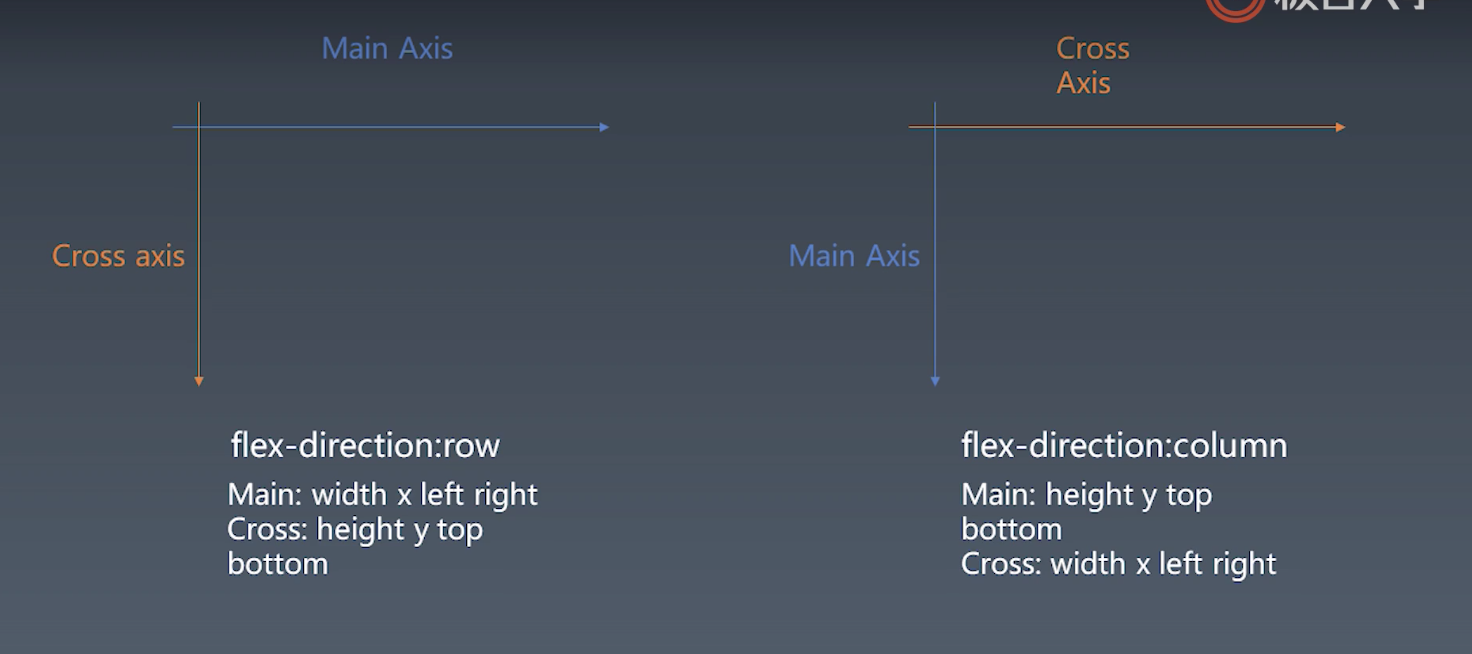 Main Axis
Cross axis
flex-direction:row
Main: width x left right
Cross: height y top
bottom
Cross
Axis
Main Axis
flex-direction:column
Main: height y top
bottom
Cross: width x left right